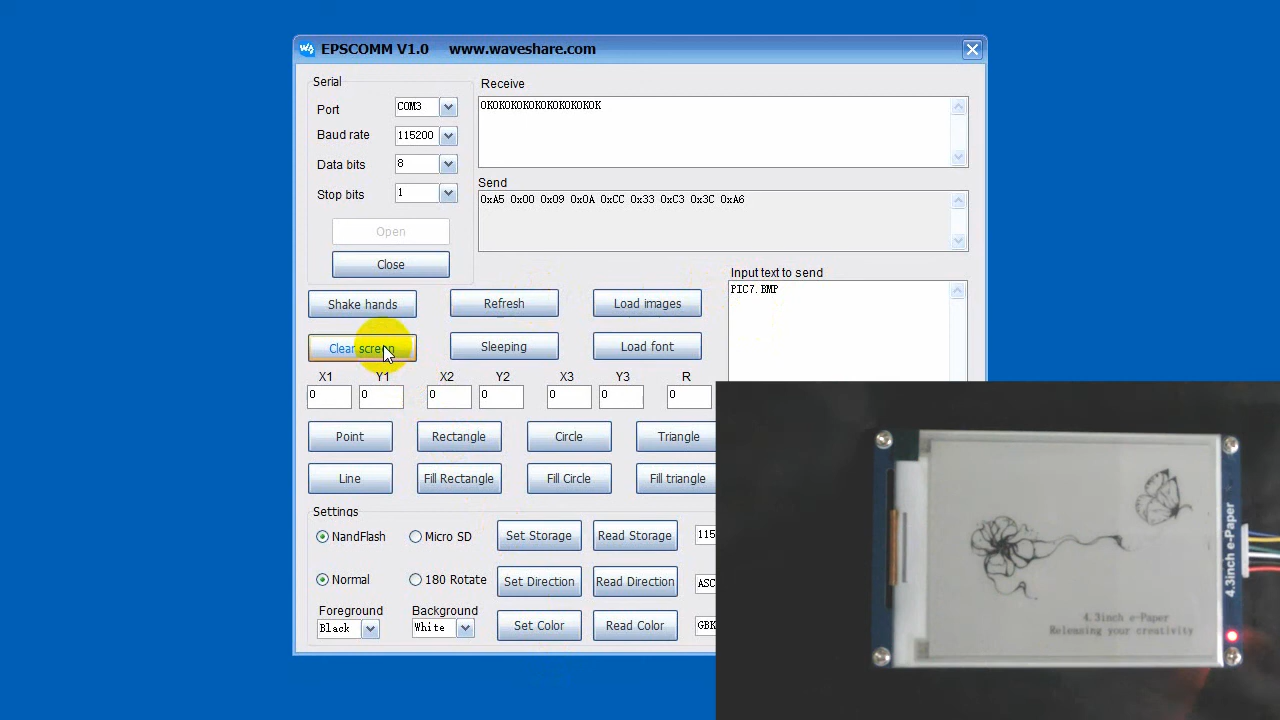 EPSCOMM V1.0 www.waveshare.com
Serial
Port COM3
Baud rate 115200
Data bits 8
Stop bits 1
Open
Close
Receive
OKOKOKOKOKOKOKOKOKOK
Send
0xA5 0x00 0x09 0x0A 0xCC 0x33 0xC3 0x3C 0xA6
Input text to send
PIC7.BMP
Shake hands Refresh Load images
Clear screen Sleeping Load font
X1 Y1 X2 Y2 X3 Y3 R
0 0 0 0 0 0 0
Point Rectangle Circle Triangle
Line Fill Rectangle Fill Circle Fill triangle
Settings
NandFlash Micro SD Set Storage Read Storage 115
Normal 180 Rotate Set Direction Read Direction ASC
Foreground Background
Black White Set Color Read Color GBK
4.3inch e-Paper
Releasing your creativity
4.3inch e-Paper